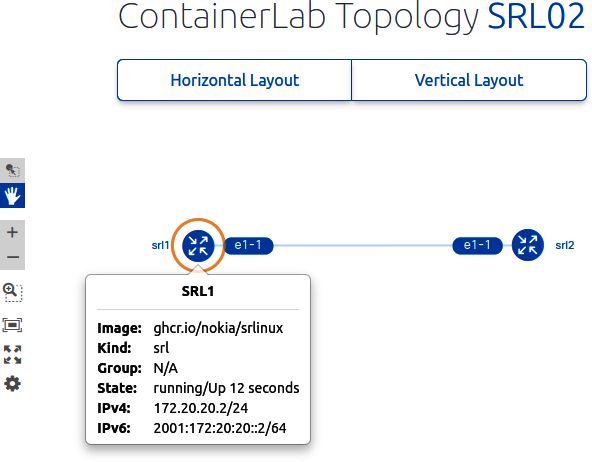 ContainerLab Topology SRL02
Horizontal Layout Vertical Layout
srl1 e1-1 e1-1 srl2
SRL1
Image: ghcr.io/nokia/srlinux
Kind: srl
Group: N/A
State: running/Up 12 seconds
IPv4: 172.20.20.2/24
IPv6: 2001:172:20:20::2/64